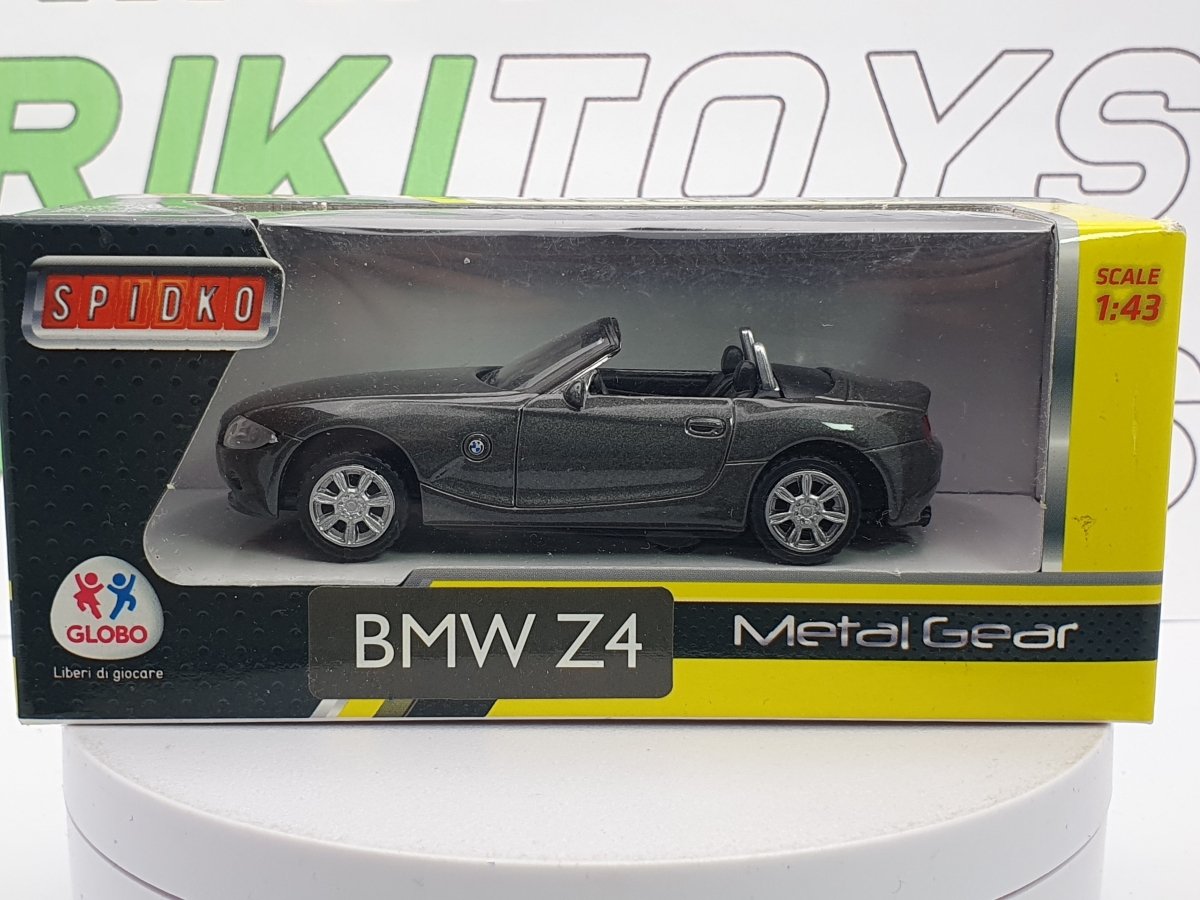 RIKITOYS
SPIDKO
SCALE
1:43
GLOBO
Liberi di giocare
BMW Z4
Metal Gear